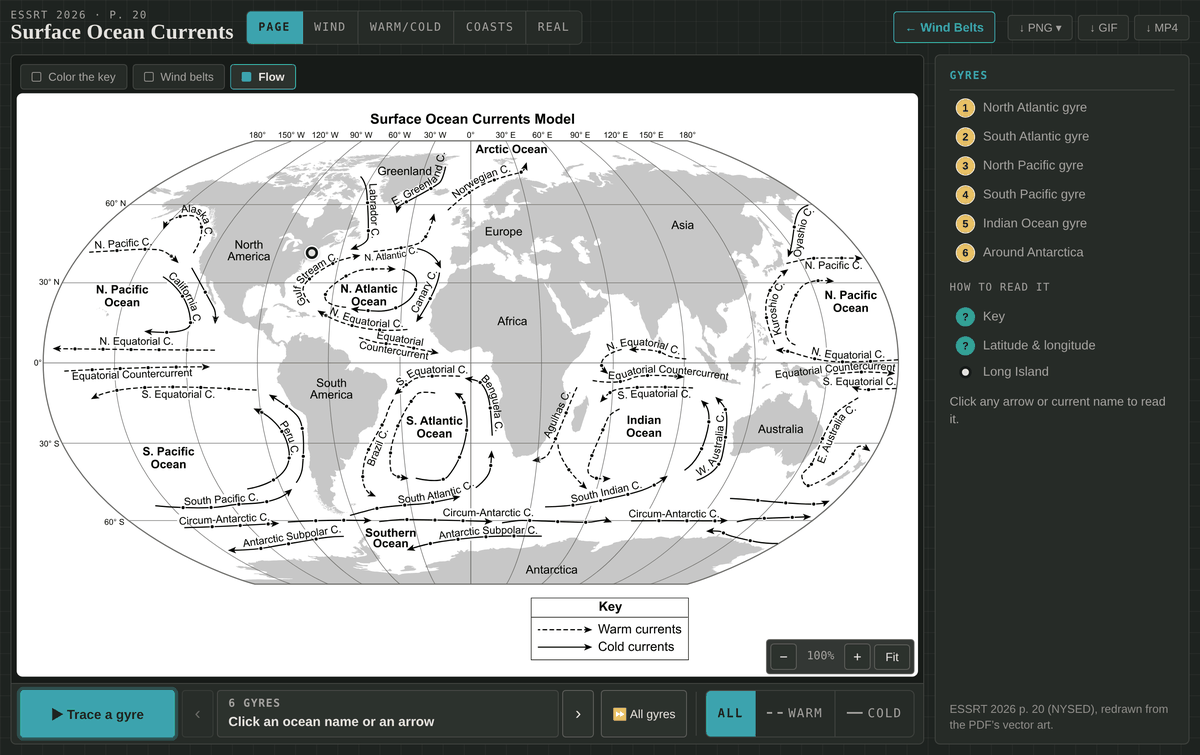 ESSRT 2026 · P. 20
Surface Ocean Currents
PAGE
WIND
WARM/COLD
COASTS
REAL
← Wind Belts
↓ PNG ▾
↓ GIF
↓ MP4
Color the key
Wind belts
Flow
Surface Ocean Currents Model
180° 150° W 120° W 90° W 60° W 30° W 0° 30° E 60° E 90° E 120° E 150° E 180°
Arctic Ocean
Greenland
E. Greenland C.
Norwegian C.
Labrador C.
60° N
Alaska C.
N. Pacific C.
North
America
Europe
Asia
Oyashio C.
N. Pacific C.
Gulf Stream C.
N. Atlantic C.
30° N
N. Pacific
Ocean
California C.
N. Atlantic
Ocean
Canary C.
Africa
Kuroshio C.
N. Pacific
Ocean
N. Equatorial C.
N. Equatorial C.
Equatorial
Countercurrent
N. Equatorial C.
N. Equatorial C.
0°
Equatorial Countercurrent
S. Equatorial C.
Equatorial Countercurrent
Equatorial Countercurrent
S. Equatorial C.
South
America
S. Equatorial C.
S. Equatorial C.
Benguela C.
Agulhas C.
Peru C.
Brazil C.
S. Atlantic
Ocean
Indian
Ocean
W. Australia C.
Australia
E. Australia C.
30° S
S. Pacific
Ocean
South Pacific C.
South Atlantic C.
South Indian C.
60° S
Circum-Antarctic C.
Circum-Antarctic C.
Circum-Antarctic C.
Antarctic Subpolar C.
Southern
Ocean
Antarctic Subpolar C.
Antarctica
Key
Warm currents
Cold currents
−
100%
+
Fit
▶ Trace a gyre
‹
6 GYRES
Click an ocean name or an arrow
›
⏩ All gyres
ALL
WARM
COLD
GYRES
1 North Atlantic gyre
2 South Atlantic gyre
3 North Pacific gyre
4 South Pacific gyre
5 Indian Ocean gyre
6 Around Antarctica
HOW TO READ IT
? Key
? Latitude & longitude
Long Island
Click any arrow or current name to read
it.
ESSRT 2026 p. 20 (NYSED), redrawn from
the PDF's vector art.